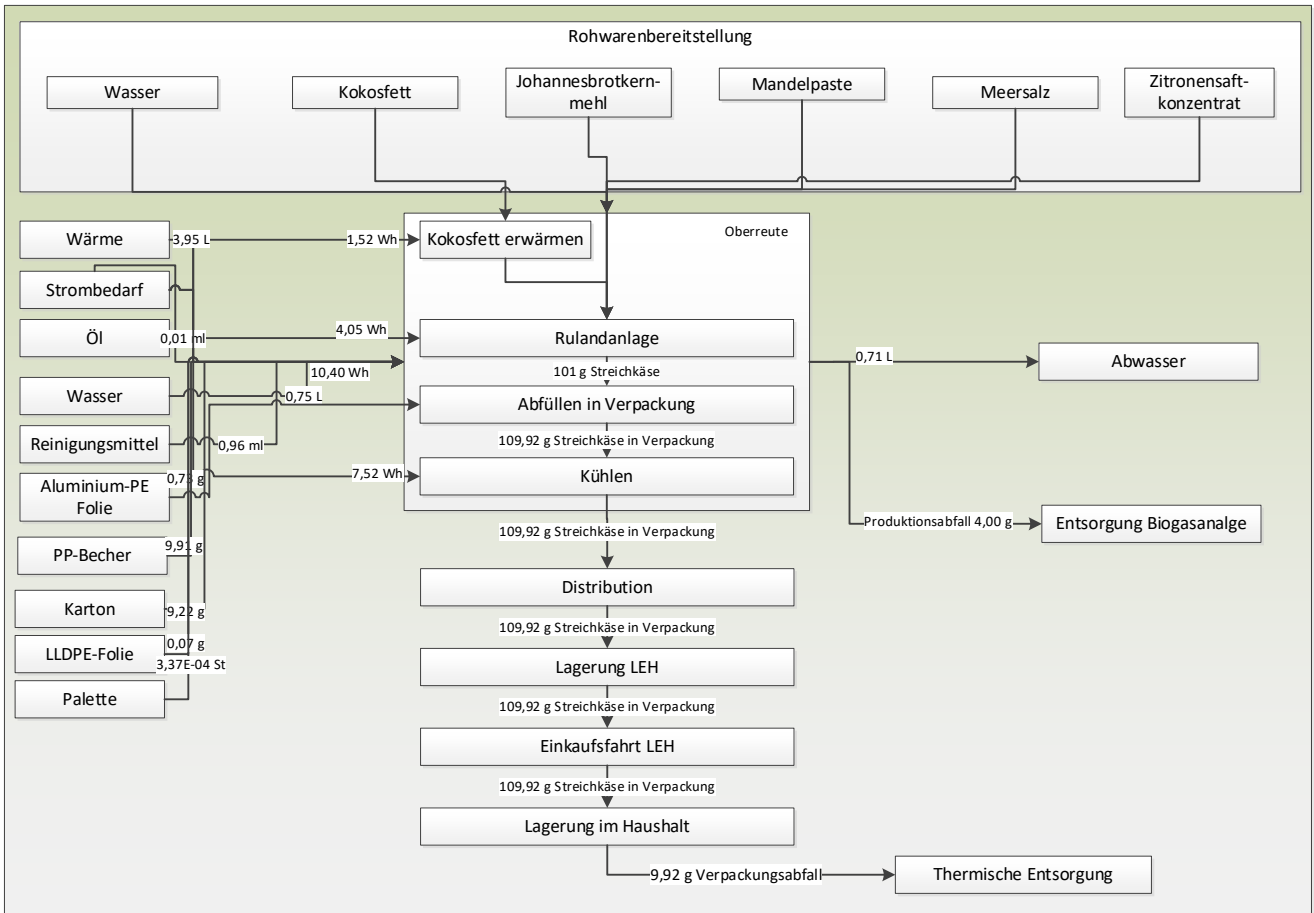 Rohwarenbereitstellung
Wasser
Kokosfett
Johannesbrotkern-
mehl
Mandelpaste
Meersalz
Zitronensaft-
konzentrat
Wärme
3,95 L
1,52 Wh
Kokosfett erwärmen
Oberreute
Strombedarf
Öl
0,01 ml
4,05 Wh
Rulandanlage
0,71 L
Abwasser
10,40 Wh
101 g Streichkäse
Wasser
0,75 L
Abfüllen in Verpackung
Reinigungsmittel
0,96 ml
109,92 g Streichkäse in Verpackung
Aluminium-PE
Folie
0,73 g
7,52 Wh
Kühlen
Produktionsabfall 4,00 g
Entsorgung Biogasanalge
109,92 g Streichkäse in Verpackung
PP-Becher
9,91 g
Distribution
Karton
9,22 g
109,92 g Streichkäse in Verpackung
LLDPE-Folie
0,07 g
3,37E-04 St
Lagerung LEH
Palette
109,92 g Streichkäse in Verpackung
Einkaufsfahrt LEH
109,92 g Streichkäse in Verpackung
Lagerung im Haushalt
9,92 g Verpackungsabfall
Thermische Entsorgung